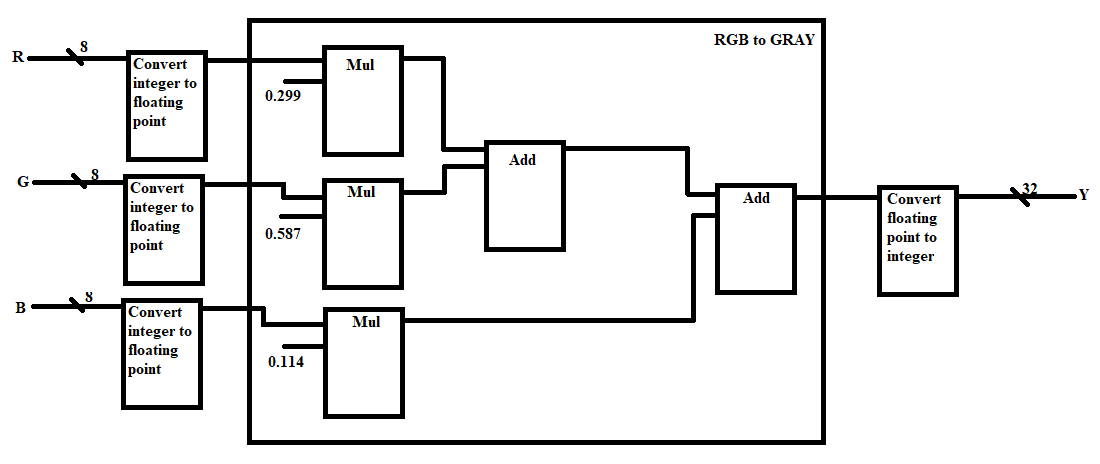 RGB to GRAY
R
8
Convert
integer to
floating
point
Mul
0.299
G
8
Convert
integer to
floating
point
Mul
0.587
B
8
Convert
integer to
floating
point
Mul
0.114
Add
Add
Convert
floating
point to
integer
32
Y